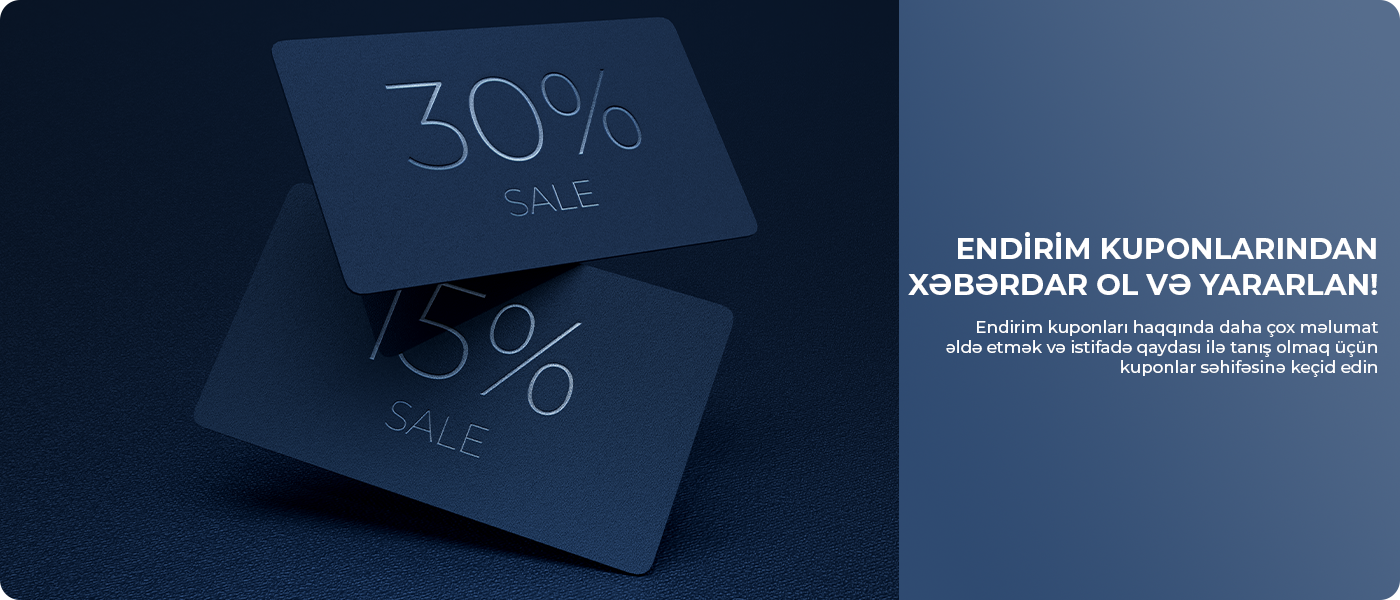 30%
SALE
15%
SALE
ENDİRİM KUPONLARINDAN
XƏBƏRDAR OL VƏ YARARLAN!
Endirim kuponları haqqında daha çox məlumat
əldə etmək və istifadə qaydası ilə tanış olmaq üçün
kuponlar səhifəsinə keçid edin